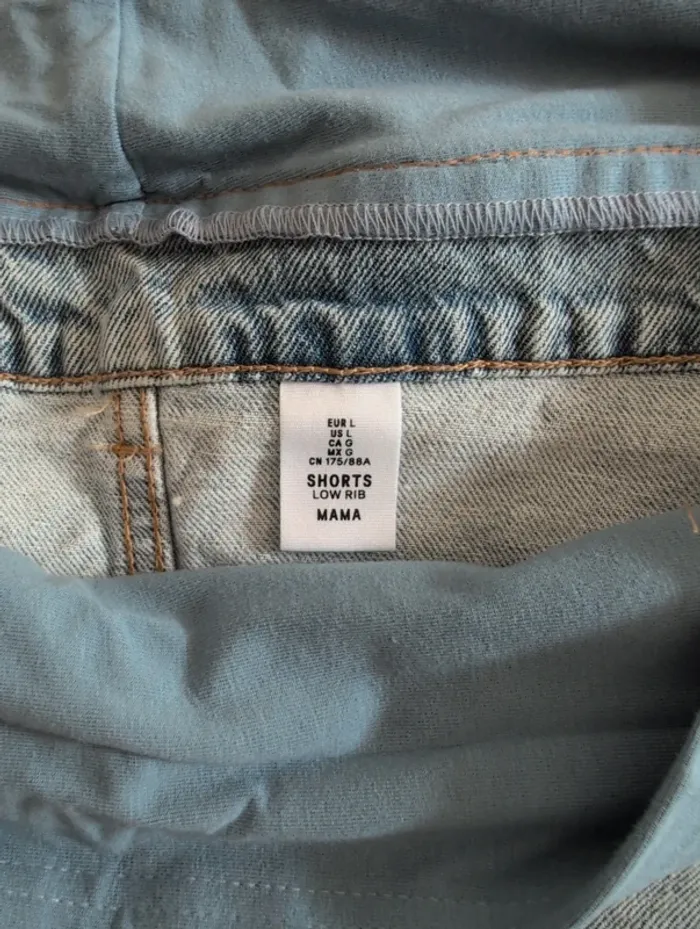 EUR L
US L
CA G
MX G
CN 175/88A
SHORTS
LOW RIB
MAMA